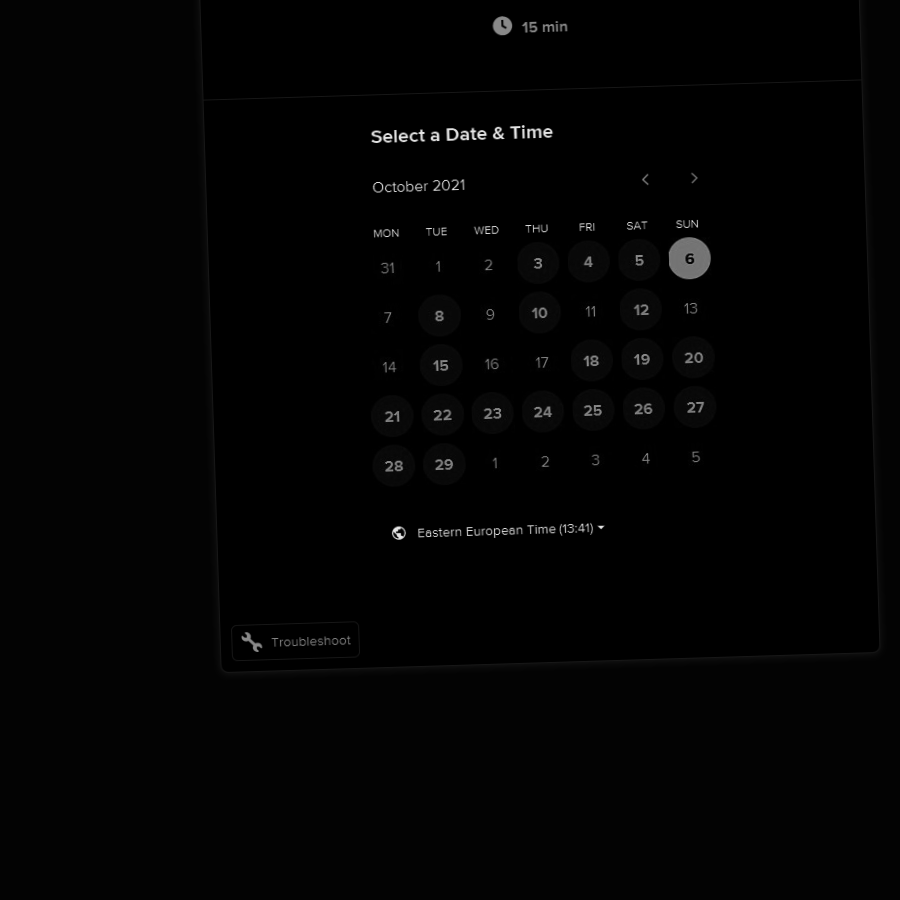 15 min
Select a Date & Time
October 2021
MON TUE WED THU FRI SAT SUN
31 1 2 3 4 5 6
7 8 9 10 11 12 13
14 15 16 17 18 19 20
21 22 23 24 25 26 27
28 29 1 2 3 4 5
Eastern European Time (13:41)
Troubleshoot